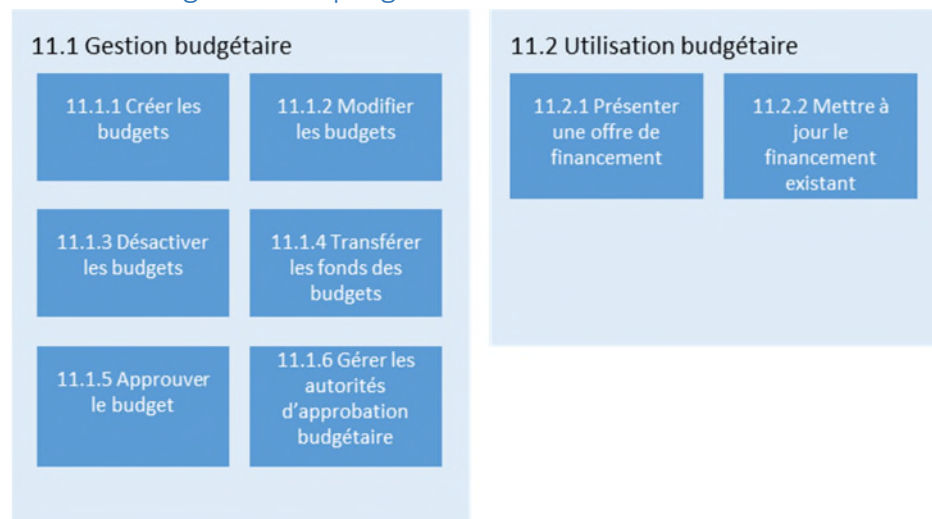 11.1 Gestion budgétaire
11.1.1 Créer les
budgets
11.1.2 Modifier
les budgets
11.1.3 Désactiver
les budgets
11.1.4 Transférer
les fonds des
budgets
11.1.5 Approuver
le budget
11.1.6 Gérer les
autorités
d'approbation
budgétaire
11.2 Utilisation budgétaire
11.2.1 Présenter
une offre de
financement
11.2.2 Mettre à
jour le
financement
existant